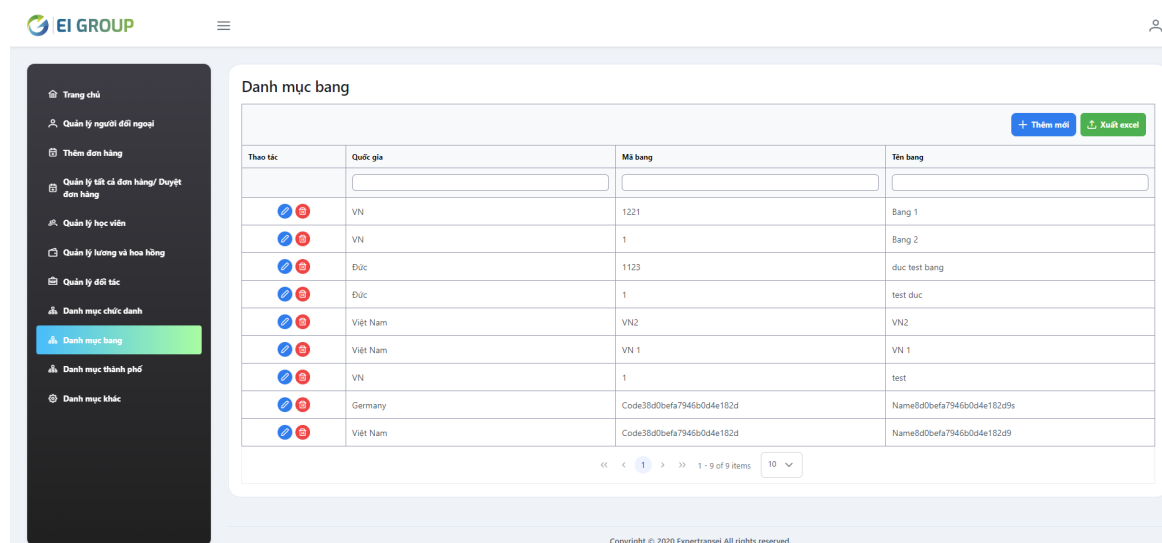 EI GROUP
Trang chủ
Quản lý người đối ngoại
Thêm đơn hàng
Quản lý tất cả đơn hàng/ Duyệt
đơn hàng
Quản lý học viên
Quản lý lương và hoa hồng
Quản lý đối tác
Danh mục chức danh
Danh mục bang
Danh mục thành phố
Danh mục khác
Danh mục bang
+ Thêm mới Xuất excel
Thao tác Quốc gia Mã bang Tên bang
VN 1221 Bang 1
VN 1 Bang 2
Đức 1123 duc test bang
Đức 1 test duc
Việt Nam VN2 VN2
Việt Nam VN 1 VN 1
VN 1 test
Germany Code38d0befa7946b0d4e182d Name8d0befa7946b0d4e182d9s
Việt Nam Code38d0befa7946b0d4e182d Name8d0befa7946b0d4e182d9
<< < 1 > >> 1 - 9 of 9 items 10
Copyright © 2020 Expertransei All rights reserved